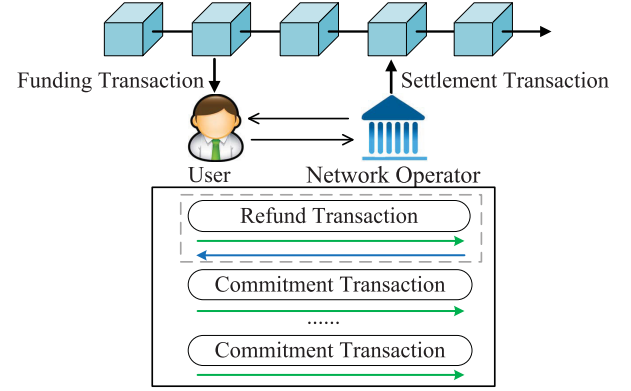 Funding Transaction
Settlement Transaction
User
Network Operator
Refund Transaction
Commitment Transaction
......
Commitment Transaction